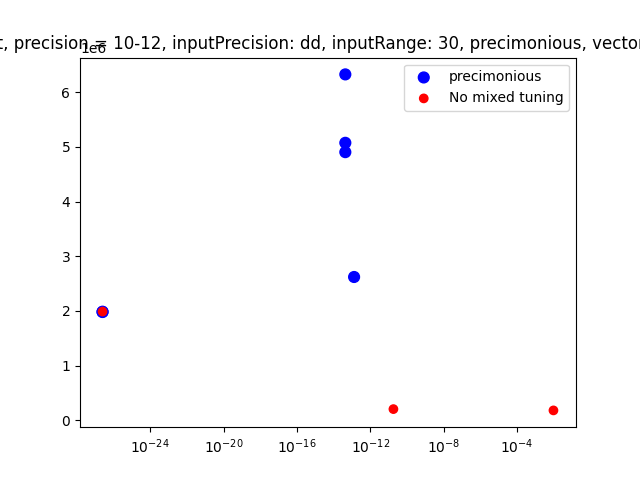 t, precision = 10-12, inputPrecision: dd, inputRange: 30, precimonious, vector
1e6
precimonious
No mixed tuning
6
5
4
3
2
1
0
10⁻²⁴ 10⁻²⁰ 10⁻¹⁶ 10⁻¹² 10⁻⁸ 10⁻⁴